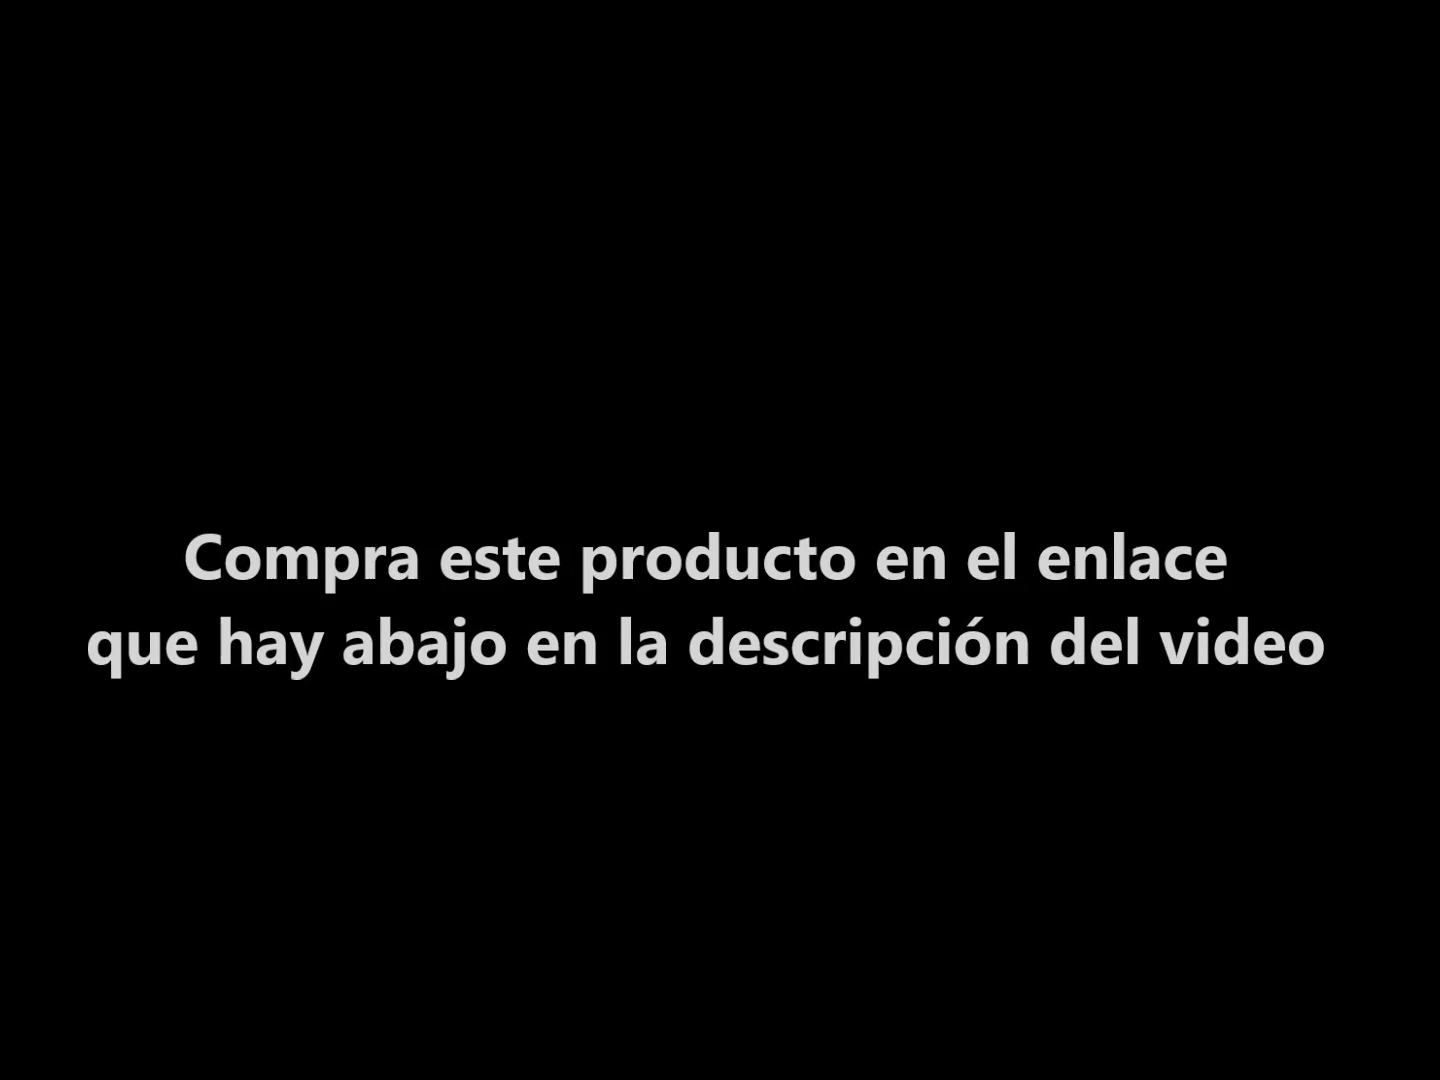 Compra este producto en el enlace
que hay abajo en la descripción del video